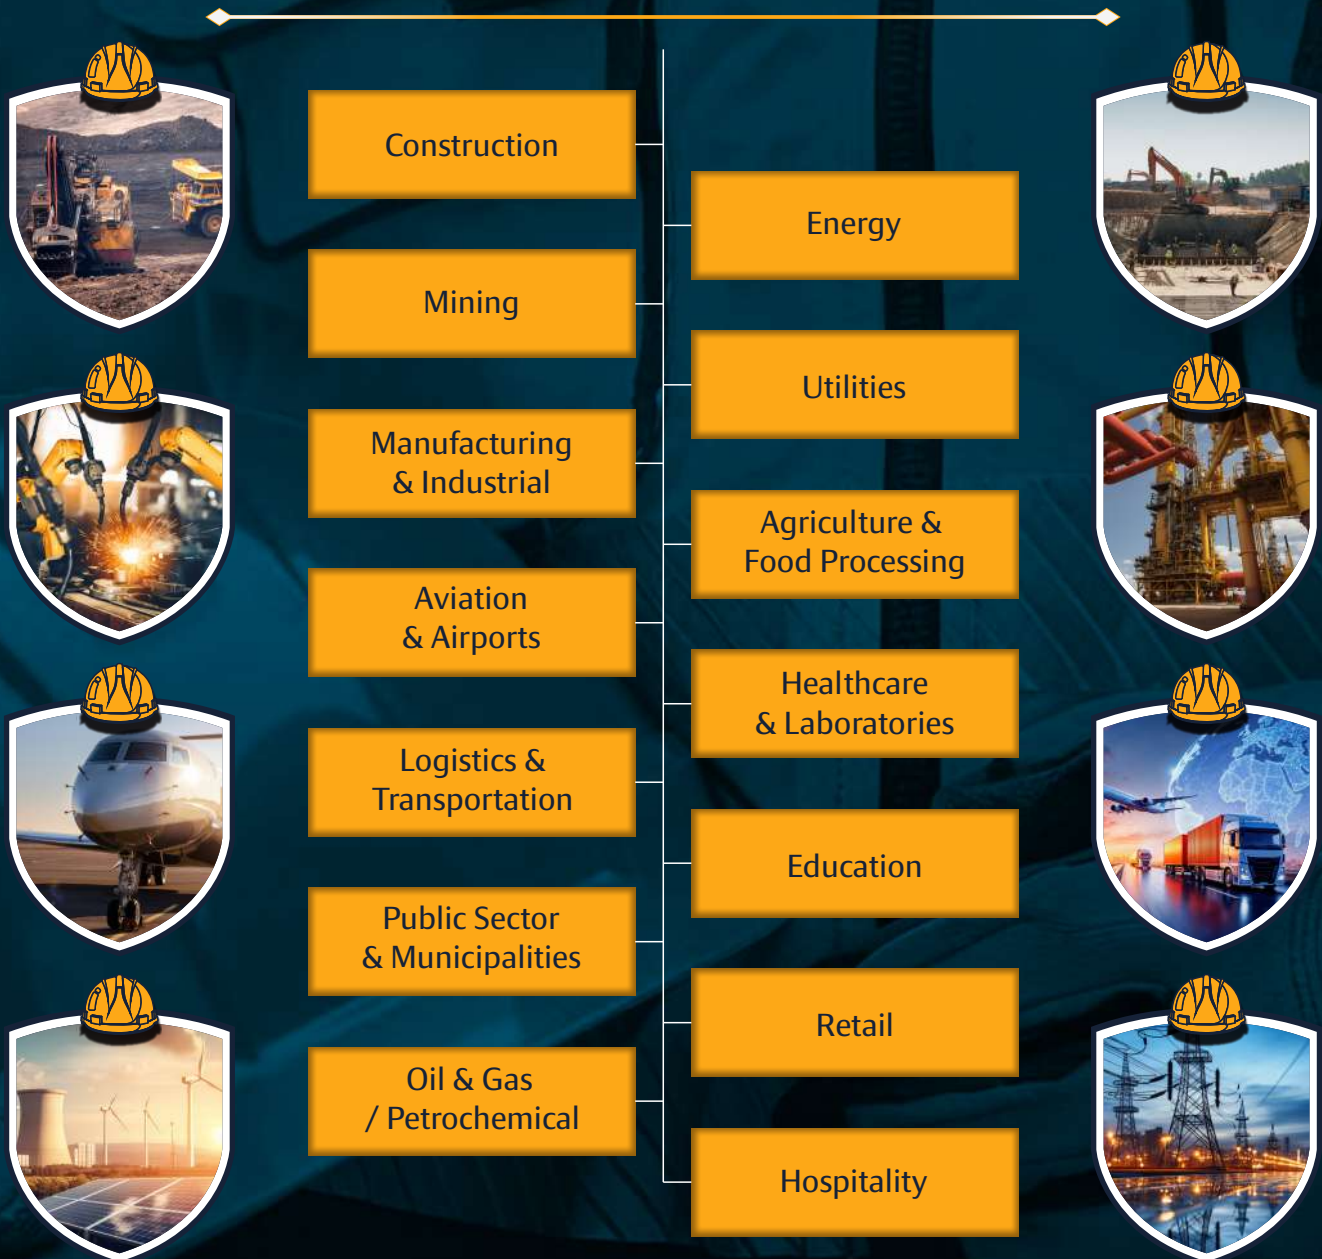 Construction
Energy
Mining
Utilities
Manufacturing
& Industrial
Agriculture &
Food Processing
Aviation
& Airports
Healthcare
& Laboratories
Logistics &
Transportation
Education
Public Sector
& Municipalities
Retail
Oil & Gas
/ Petrochemical
Hospitality